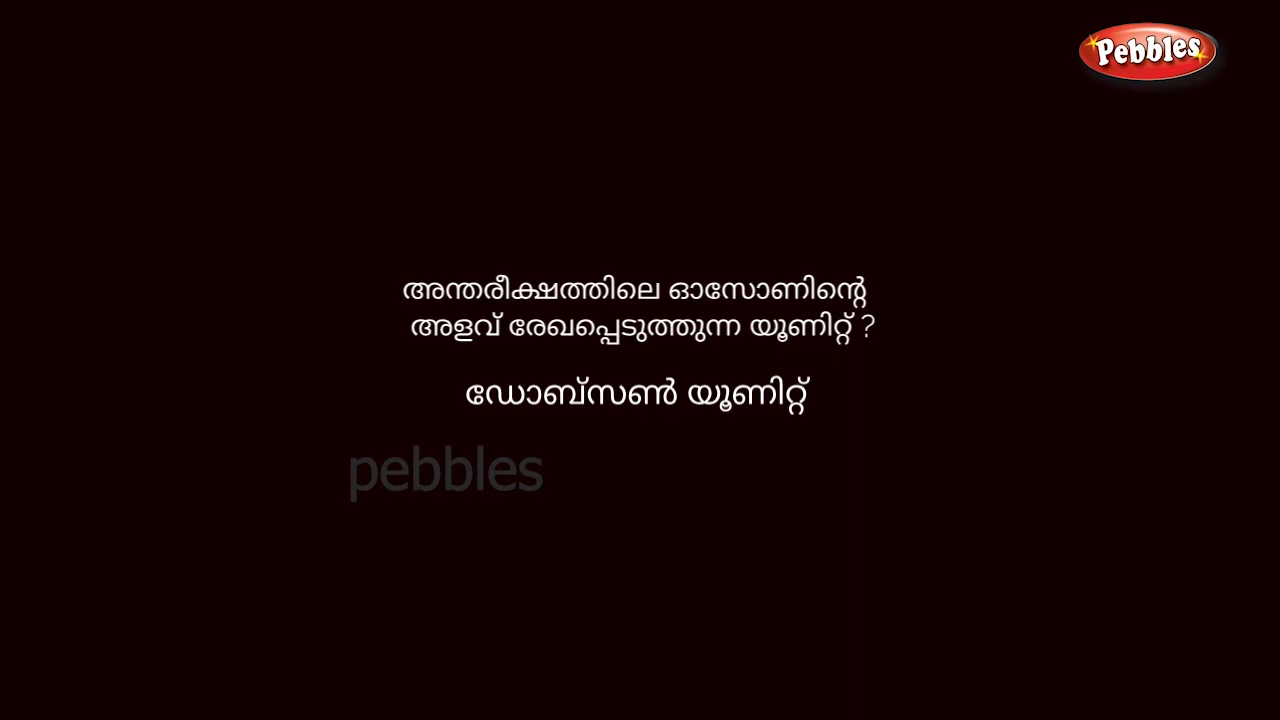 Pebbles
അന്തരീക്ഷത്തിലെ ഓസോണിന്റെ
അളവ് രേഖപ്പെടുത്തുന്ന യൂണിറ്റ് ?
ഡോബ്സൺ യൂണിറ്റ്
pebbles